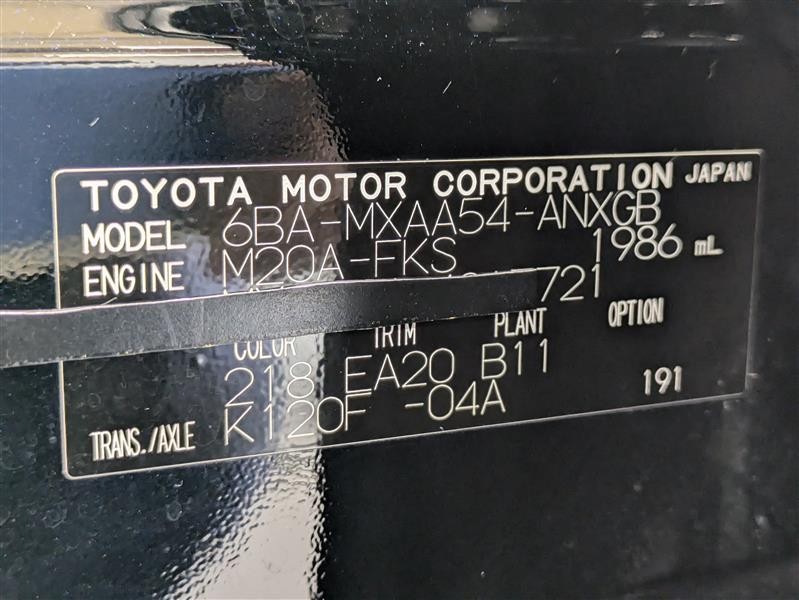 TOYOTA MOTOR CORPORATION JAPAN
MODEL 6BA-MXAA54-ANXGB
ENGINE M20A-FKS 1986 mL
721
COLOR TRIM PLANT OPTION
218 EA20 B11 191
TRANS./AXLE K120F -04A